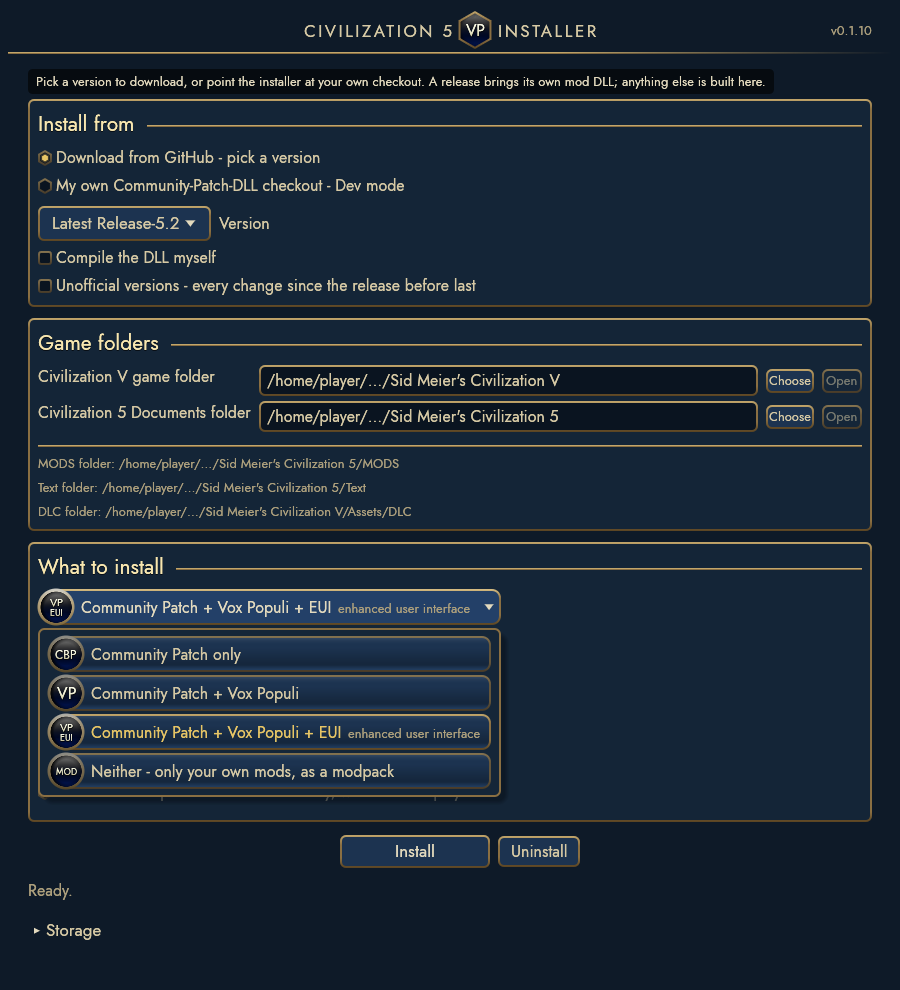 CIVILIZATION 5 VP INSTALLER
v0.1.10
Pick a version to download, or point the installer at your own checkout. A release brings its own mod DLL; anything else is built here.
Install from
Download from GitHub - pick a version
My own Community-Patch-DLL checkout - Dev mode
Latest Release-5.2 Version
Compile the DLL myself
Unofficial versions - every change since the release before last
Game folders
Civilization V game folder /home/player/.../Sid Meier's Civilization V Choose Open
Civilization 5 Documents folder /home/player/.../Sid Meier's Civilization 5 Choose Open
MODS folder: /home/player/.../Sid Meier's Civilization 5/MODS
Text folder: /home/player/.../Sid Meier's Civilization 5/Text
DLC folder: /home/player/.../Sid Meier's Civilization V/Assets/DLC
What to install
VP EUI Community Patch + Vox Populi + EUI enhanced user interface
CBP Community Patch only
VP Community Patch + Vox Populi
VP EUI Community Patch + Vox Populi + EUI enhanced user interface
MOD Neither - only your own mods, as a modpack
Install Uninstall
Ready.
Storage